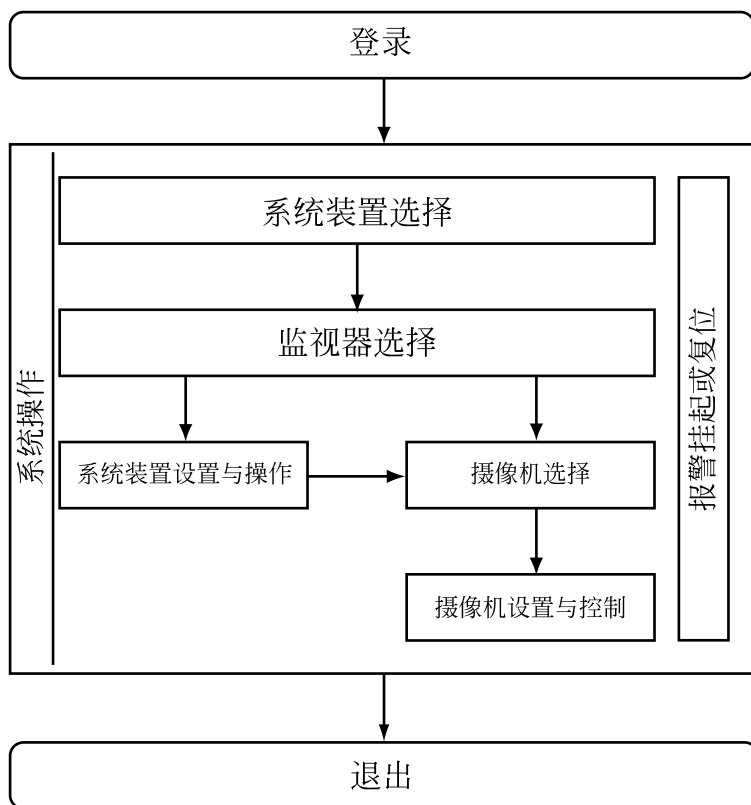 登录
系统操作
系统装置选择
监视器选择
系统装置设置与操作
摄像机选择
摄像机设置与控制
报警挂起或复位
退出